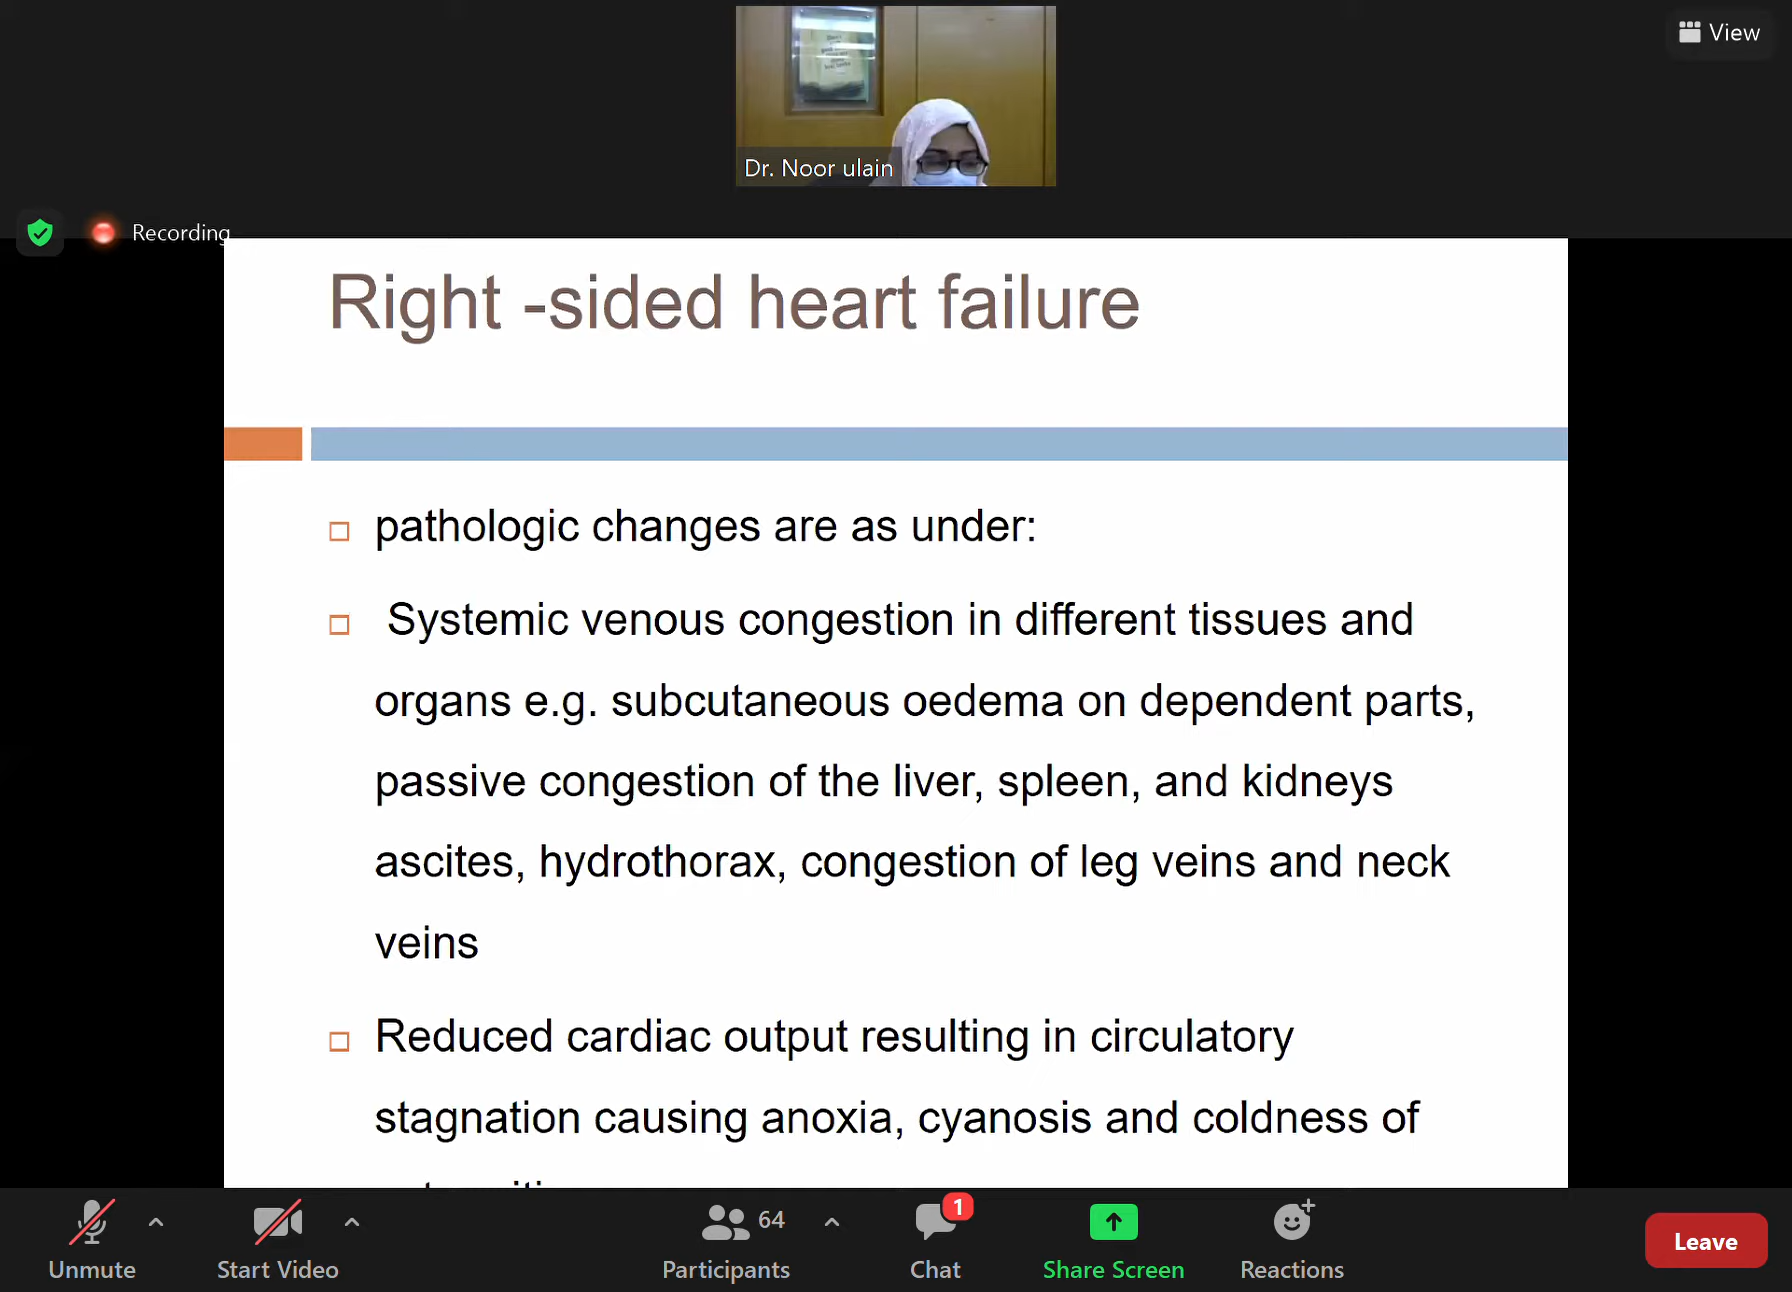 View
Dr. Noor ulain
Recording
Right -sided heart failure
pathologic changes are as under:
Systemic venous congestion in different tissues and
organs e.g. subcutaneous oedema on dependent parts,
passive congestion of the liver, spleen, and kidneys
ascites, hydrothorax, congestion of leg veins and neck
veins
Reduced cardiac output resulting in circulatory
stagnation causing anoxia, cyanosis and coldness of
64
1
Unmute
Start Video
Participants
Chat
Share Screen
Reactions
Leave